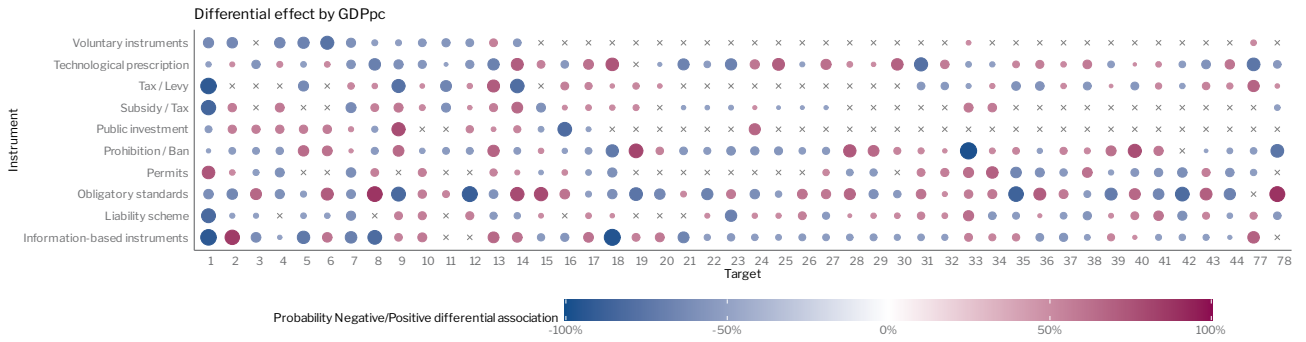 Differential effect by GDPpc
Instrument
Voluntary instruments
Technological prescription
Tax / Levy
Subsidy / Tax
Public investment
Prohibition / Ban
Permits
Obligatory standards
Liability scheme
Information-based instruments
1 2 3 4 5 6 7 8 9 10 11 12 13 14 15 16 17 18 19 20 21 22 23 24 25 26 27 28 29 30 31 32 33 34 35 36 37 38 39 40 41 42 43 44 77 78
Target
Probability Negative/Positive differential association
-100% -50% 0% 50% 100%